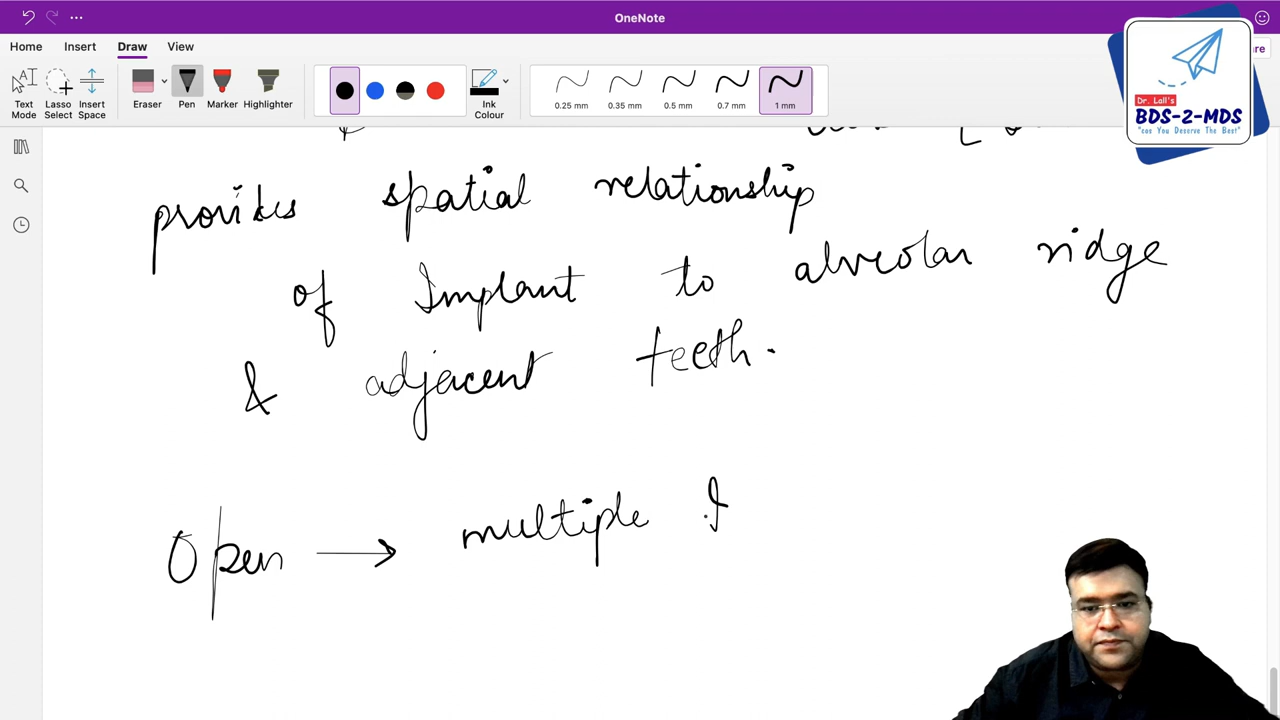 OneNote
Home Insert Draw View
Text Mode
Lasso Select
Insert Space
Eraser
Pen
Marker
Highlighter
Ink Colour
0.25 mm
0.35 mm
0.5 mm
0.7 mm
1 mm
Dr. Lall's
BDS-2-MDS
"cos You Deserve The Best"
provides spatial relationship
of Implant to alveolar ridge
& adjacent teeth.
Open → multiple I